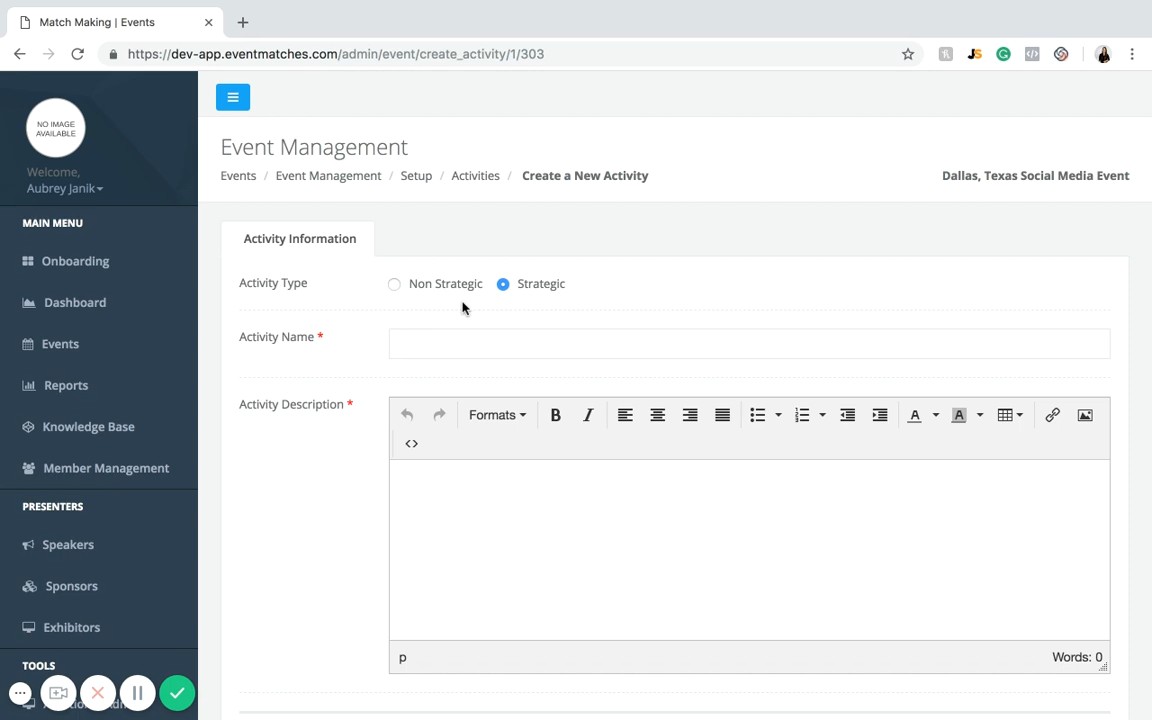 Match Making | Events
https://dev-app.eventmatches.com/admin/event/create_activity/1/303
JS
NO IMAGE
AVAILABLE
Welcome,
Aubrey Janik
MAIN MENU
Onboarding
Dashboard
Events
Reports
Knowledge Base
Member Management
PRESENTERS
Speakers
Sponsors
Exhibitors
TOOLS
Event Management
Events / Event Management / Setup / Activities / Create a New Activity
Dallas, Texas Social Media Event
Activity Information
Activity Type
Non Strategic
Strategic
Activity Name *
Activity Description *
Formats
B I
A A
<>
p
Words: 0